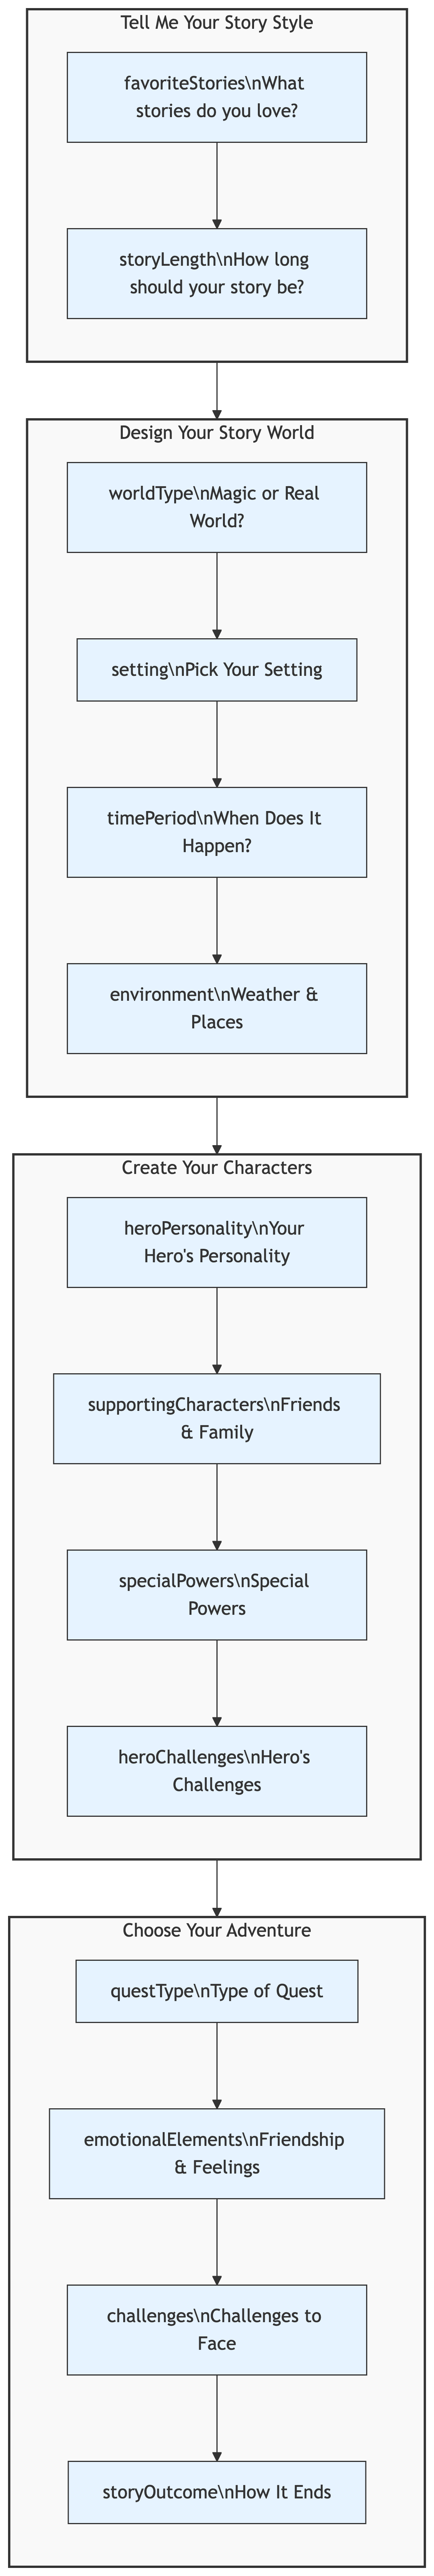 Tell Me Your Story Style
favoriteStories\nWhat
stories do you love?
storyLength\nHow long
should your story be?
Design Your Story World
worldType\nMagic or Real
World?
setting\nPick Your Setting
timePeriod\nWhen Does It
Happen?
environment\nWeather &
Places
Create Your Characters
heroPersonality\nYour
Hero's Personality
supportingCharacters\nFriends
& Family
specialPowers\nSpecial
Powers
heroChallenges\nHero's
Challenges
Choose Your Adventure
questType\nType of Quest
emotionalElements\nFriendship
& Feelings
challenges\nChallenges to
Face
storyOutcome\nHow It Ends